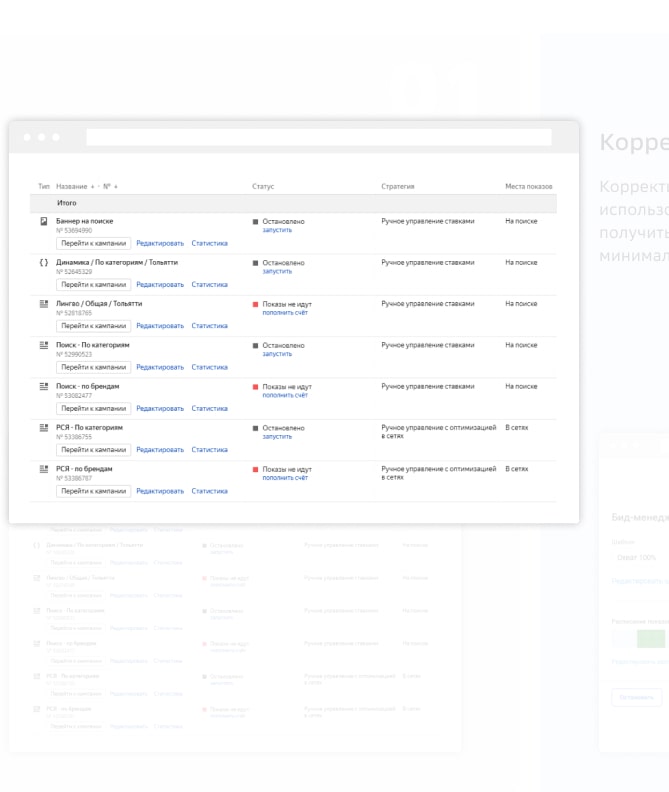 Корре
Коррект
использо
получить
минимал
Тип Название № Статус Стратегия Места показов
Итого
Баннер на поиске Остановлено Ручное управление ставками На поиске
№ 53694990 запустить
Перейти к кампании Редактировать Статистика
{ } Динамика / По категориям / Тольятти Остановлено Ручное управление ставками На поиске
№ 52645329 запустить
Перейти к кампании Редактировать Статистика
Лингво / Общая / Тольятти Показы не идут Ручное управление ставками На поиске
№ 52818765 пополнить счёт
Перейти к кампании Редактировать Статистика
Поиск - По категориям Остановлено Ручное управление ставками На поиске
№ 52990523 запустить
Перейти к кампании Редактировать Статистика
Поиск - по брендам Показы не идут Ручное управление ставками На поиске
№ 53082477 пополнить счёт
Перейти к кампании Редактировать Статистика
РСЯ - По категориям Остановлено Ручное управление с оптимизацией В сетях
№ 53386755 запустить в сетях
Перейти к кампании Редактировать Статистика
РСЯ - по брендам Показы не идут Ручное управление с оптимизацией В сетях
№ 53386787 пополнить счёт в сетях
Перейти к кампании Редактировать Статистика
Бид-менедж